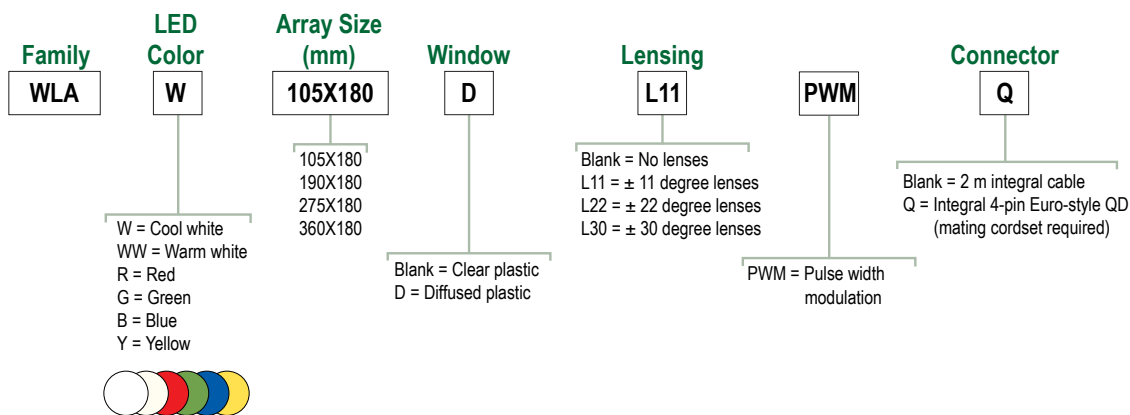 Family
LED
Color
Array Size
(mm)
Window
Lensing
Connector
WLA
W
105X180
D
L11
PWM
Q
W = Cool white
WW = Warm white
R = Red
G = Green
B = Blue
Y = Yellow
105X180
190X180
275X180
360X180
Blank = Clear plastic
D = Diffused plastic
Blank = No lenses
L11 = ± 11 degree lenses
L22 = ± 22 degree lenses
L30 = ± 30 degree lenses
PWM = Pulse width
modulation
Blank = 2 m integral cable
Q = Integral 4-pin Euro-style QD
(mating cordset required)